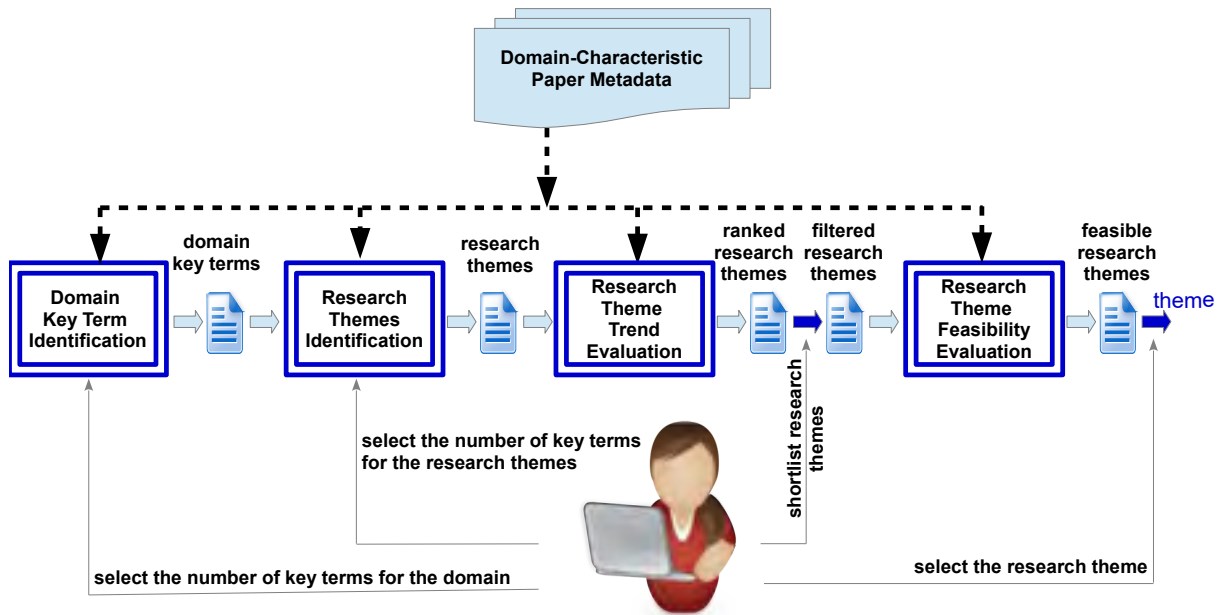 Domain-Characteristic
Paper Metadata
domain
key terms
research
themes
ranked
research
themes
filtered
research
themes
feasible
research
themes
Domain
Key Term
Identification
Research
Themes
Identification
Research
Theme
Trend
Evaluation
Research
Theme
Feasibility
Evaluation
theme
select the number of key terms
for the research themes
shortlist research
themes
select the number of key terms for the domain
select the research theme